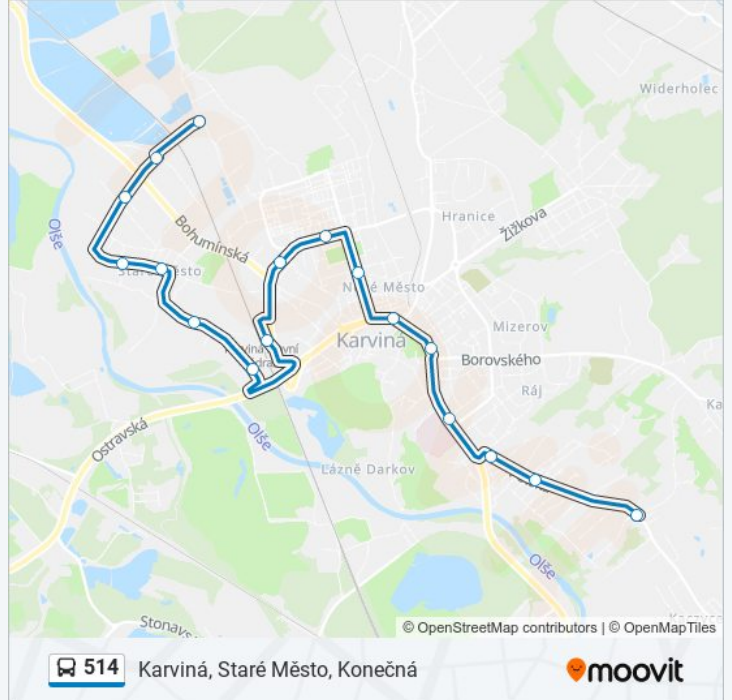 Widerholec
Hranice
Žižkova
Olše
Bohumínská
Staré Město
Nové Město
Mizerov
Karviná
Borovského
Ráj
Ka
Ostravská
Olše
Lázně Darkov
Olše
Stonavs
© OpenStreetMap contributors | © OpenMapTiles
514 Karviná, Staré Město, Konečná
moovit